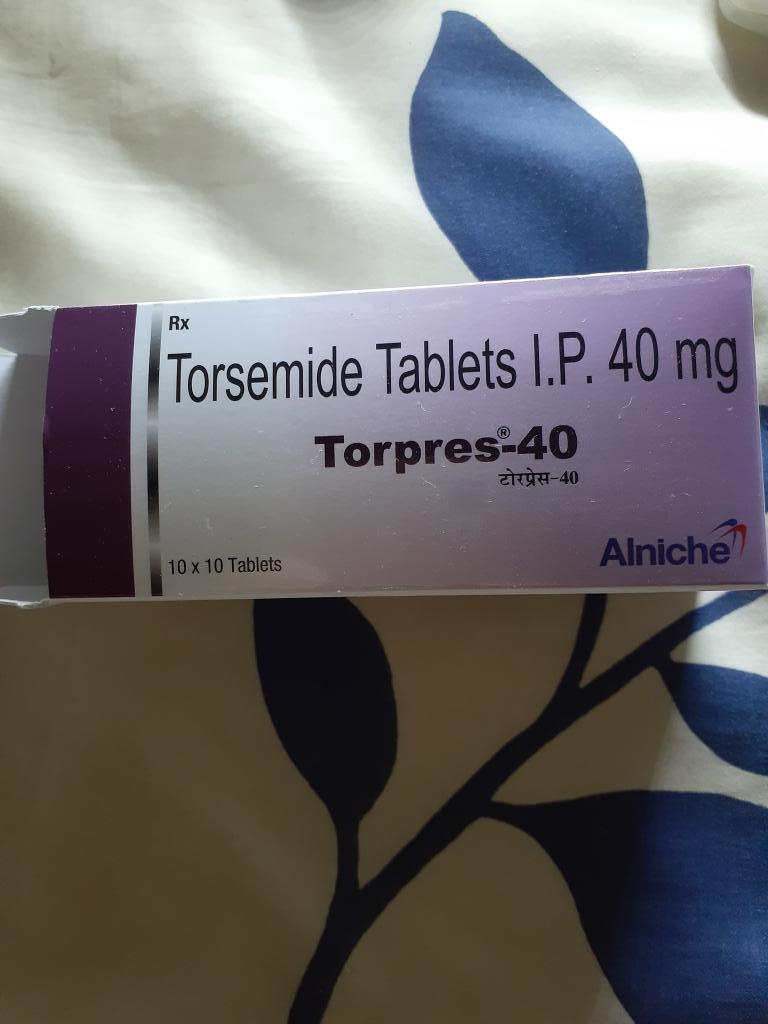 Rx
Torsemide Tablets I.P. 40 mg
Torpres®-40
टोरप्रेस-40
10 x 10 Tablets
Alniche